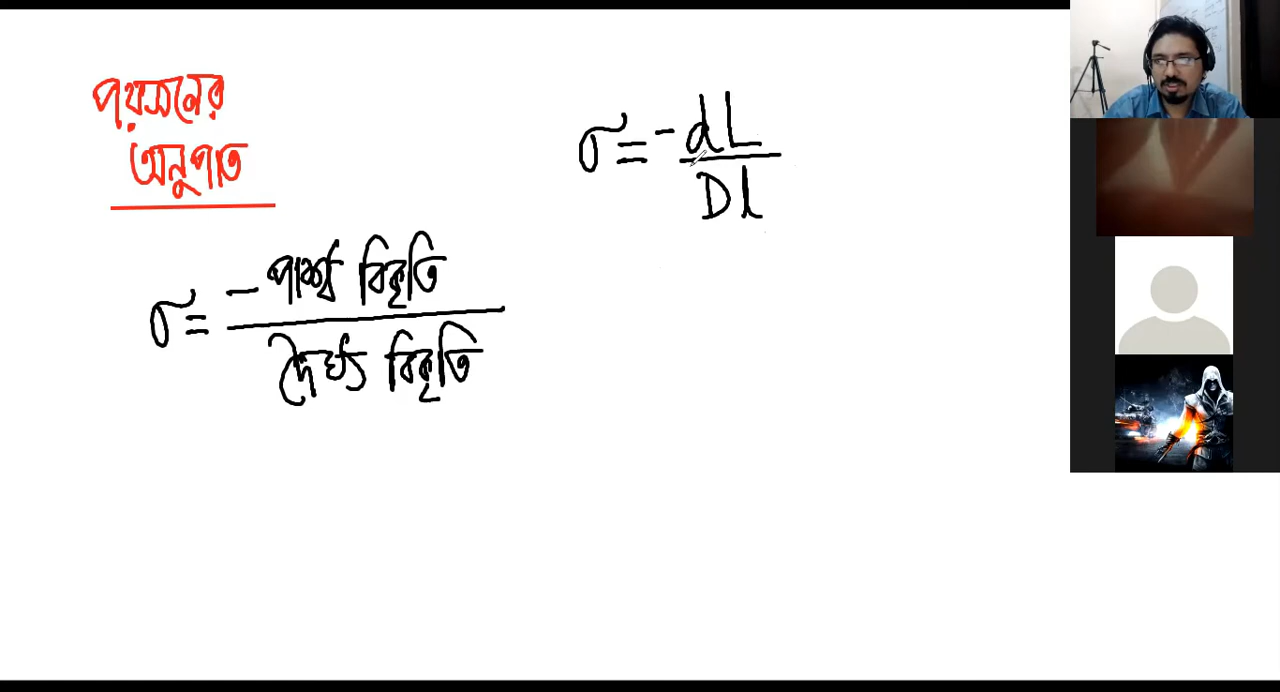 পয়সনের
অনুপাত
σ = - পার্শ্ব বিকৃতি / দৈর্ঘ্য বিকৃতি
σ = - dL / Dl